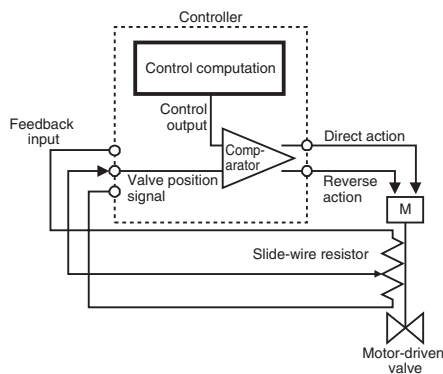 Controller
Control computation
Control
output
Feedback
input
Comp-
arator
Direct action
Valve position
signal
Reverse
action
M
Slide-wire resistor
Motor-driven
valve